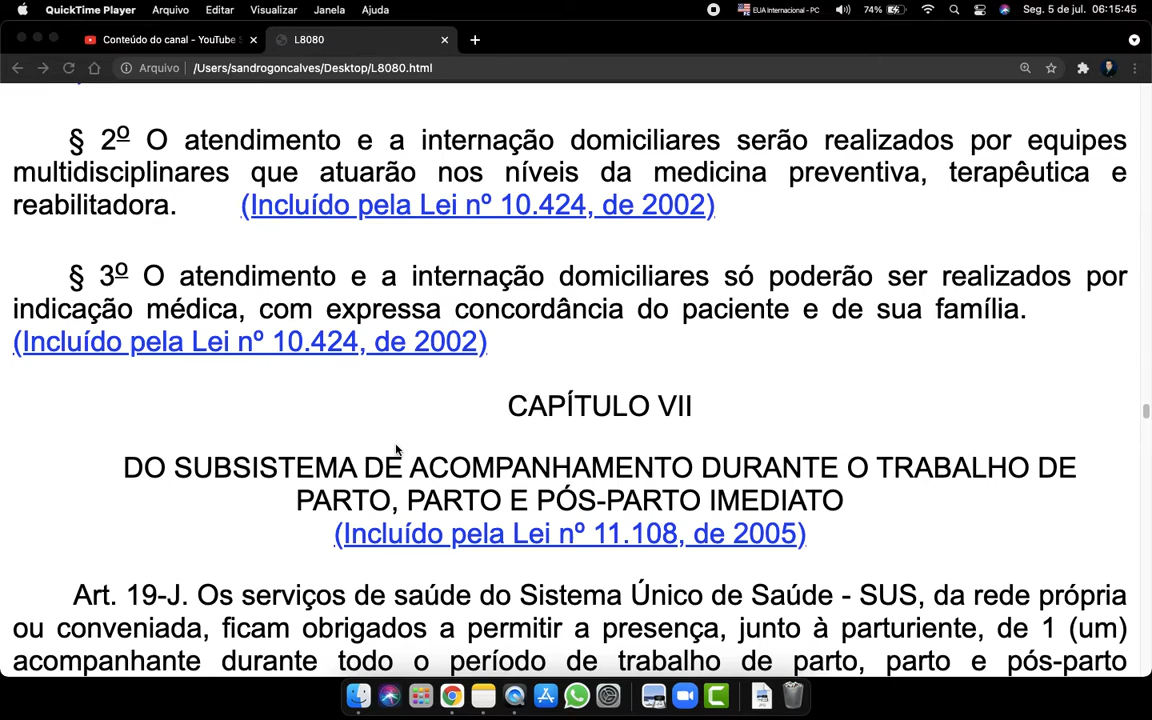 QuickTime Player Arquivo Editar Visualizar Janela Ajuda EUA Internacional - PC 74% Seg. 5 de jul. 06:15:45
Conteúdo do canal - YouTube L8080
Arquivo /Users/sandrogoncalves/Desktop/L8080.html
§ 2º O atendimento e a internação domiciliares serão realizados por equipes
multidisciplinares que atuarão nos níveis da medicina preventiva, terapêutica e
reabilitadora. (Incluído pela Lei nº 10.424, de 2002)
§ 3º O atendimento e a internação domiciliares só poderão ser realizados por
indicação médica, com expressa concordância do paciente e de sua família.
(Incluído pela Lei nº 10.424, de 2002)
CAPÍTULO VII
DO SUBSISTEMA DE ACOMPANHAMENTO DURANTE O TRABALHO DE
PARTO, PARTO E PÓS-PARTO IMEDIATO
(Incluído pela Lei nº 11.108, de 2005)
Art. 19-J. Os serviços de saúde do Sistema Único de Saúde - SUS, da rede própria
ou conveniada, ficam obrigados a permitir a presença, junto à parturiente, de 1 (um)
acompanhante durante todo o período de trabalho de parto, parto e pós-parto